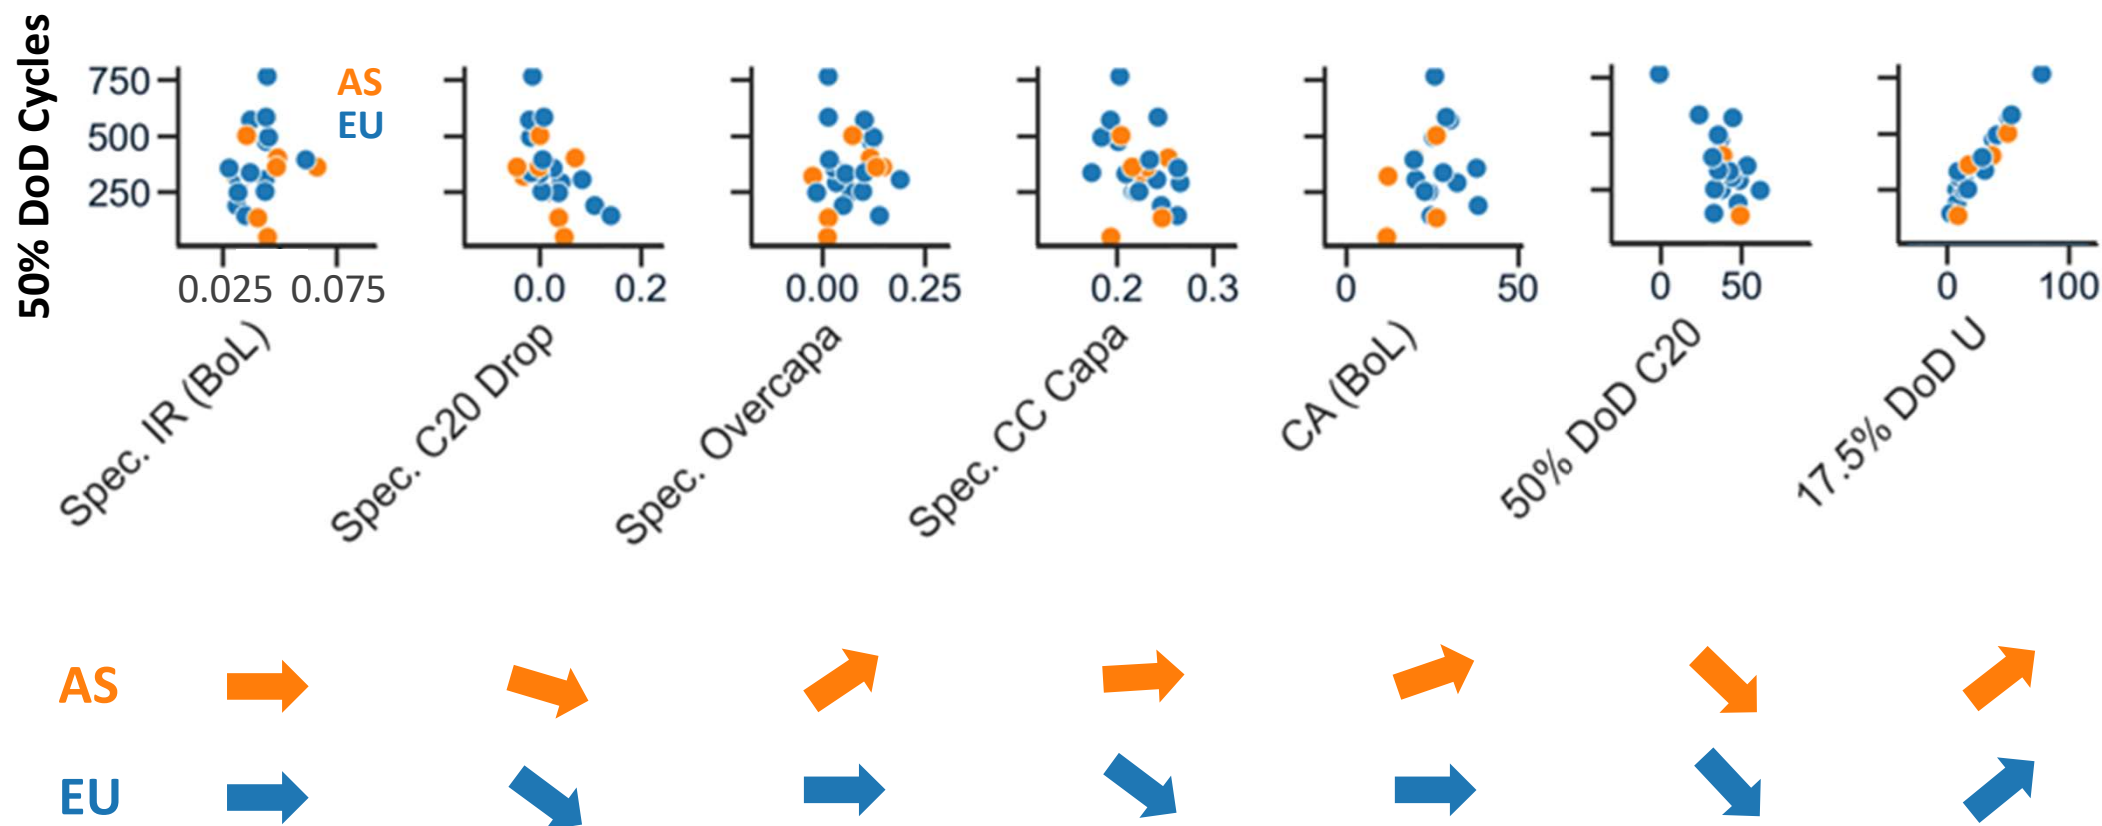 50% DoD Cycles
750
500
250
AS
EU
0.025 0.075
0.0 0.2
0.00 0.25
0.2 0.3
0 50
0 50
0 100
Spec. IR (BoL)
Spec. C20 Drop
Spec. Overcapa
Spec. CC Capa
CA (BoL)
50% DoD C20
17.5% DoD U
AS
EU